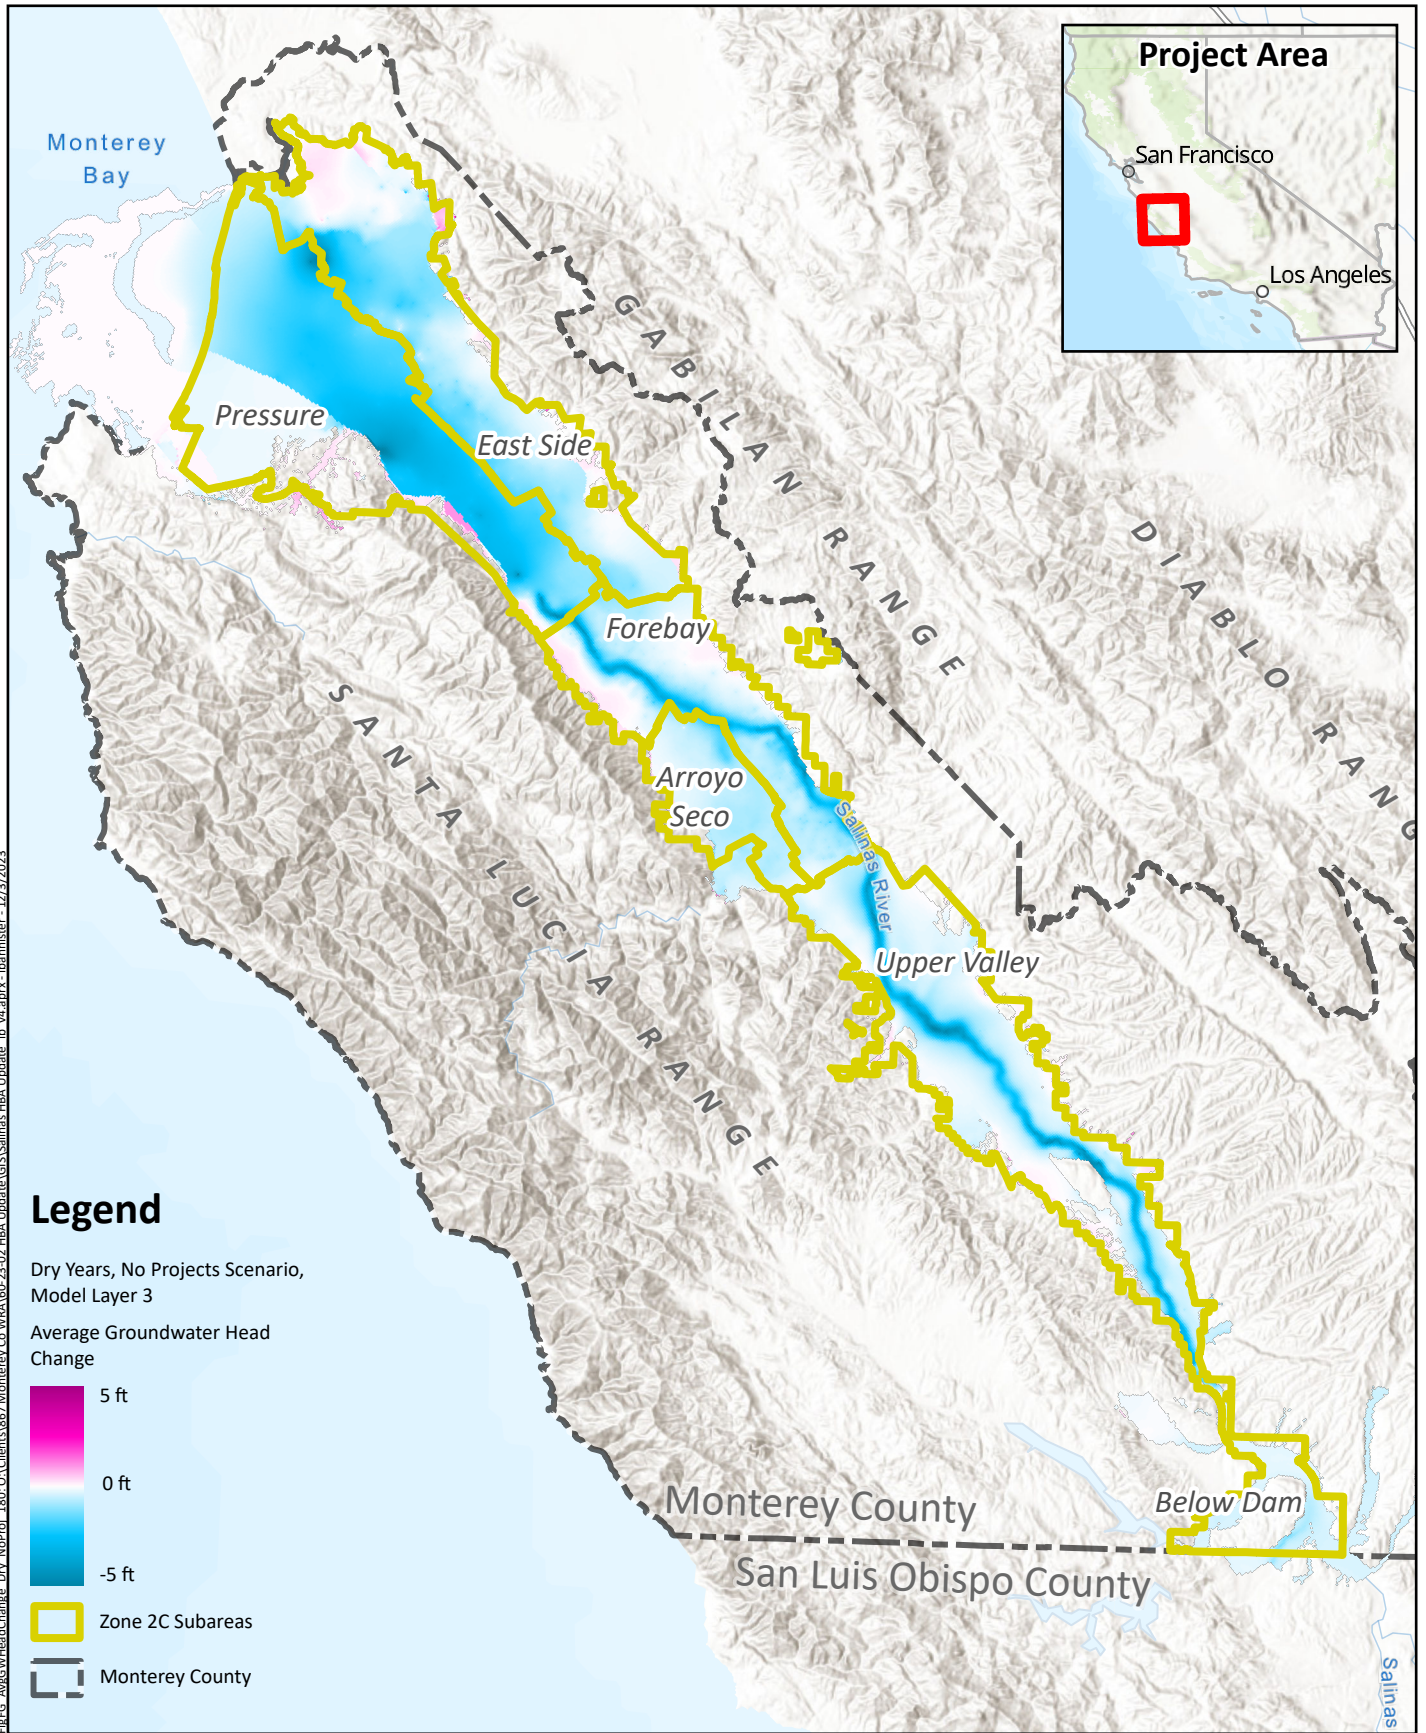 Project Area
San Francisco
Los Angeles
Monterey
Bay
GABILAN RANGE
DIABLO RANG
Pressure
East Side
Forebay
Arroyo
Seco
Salinas River
SANTA LUCIA RANGE
Upper Valley
Below Dam
Monterey County
San Luis Obispo County
Salinas
Legend
Dry Years, No Projects Scenario,
Model Layer 3
Average Groundwater Head
Change
5 ft
0 ft
-5 ft
Zone 2C Subareas
Monterey County